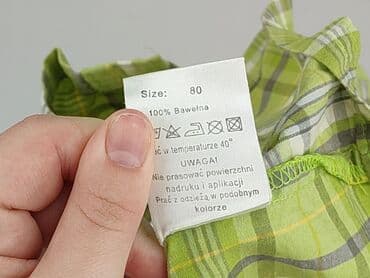 Size: 80
100% Bawełna
w temperaturze 40°
UWAGA!
Nie prasować powierzchni
nadruku i aplikacji
Prać z odzieżą w podobnym
kolorze